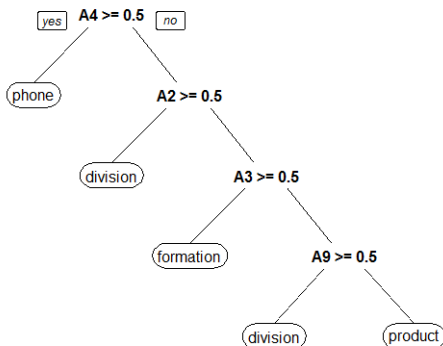 yes A4 >= 0.5 no
phone
A2 >= 0.5
division
A3 >= 0.5
formation
A9 >= 0.5
division product